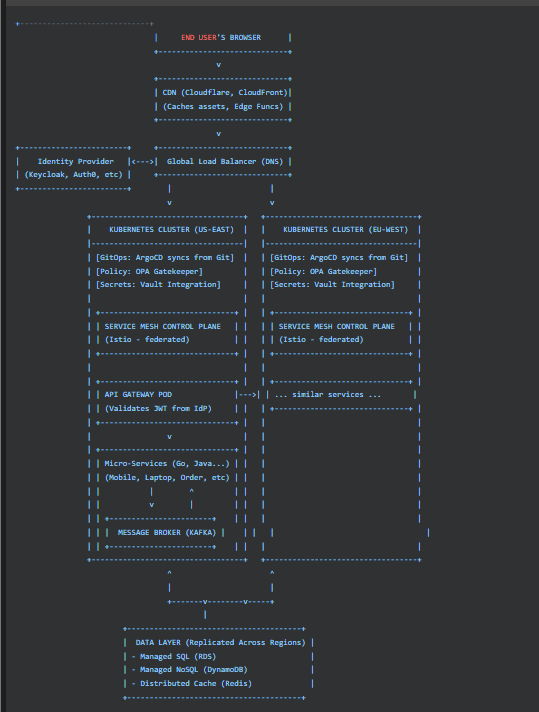 END USER'S BROWSER
CDN (Cloudflare, CloudFront)
(Caches assets, Edge Funcs)
Identity Provider
(Keycloak, Auth0, etc)
Global Load Balancer (DNS)
KUBERNETES CLUSTER (US-EAST)
[GitOps: ArgoCD syncs from Git]
[Policy: OPA Gatekeeper]
[Secrets: Vault Integration]
SERVICE MESH CONTROL PLANE
(Istio - federated)
API GATEWAY POD
(Validates JWT from IdP)
Micro-Services (Go, Java...)
(Mobile, Laptop, Order, etc)
MESSAGE BROKER (KAFKA)
KUBERNETES CLUSTER (EU-WEST)
[GitOps: ArgoCD syncs from Git]
[Policy: OPA Gatekeeper]
[Secrets: Vault Integration]
SERVICE MESH CONTROL PLANE
(Istio - federated)
... similar services ...
DATA LAYER (Replicated Across Regions)
- Managed SQL (RDS)
- Managed NoSQL (DynamoDB)
- Distributed Cache (Redis)